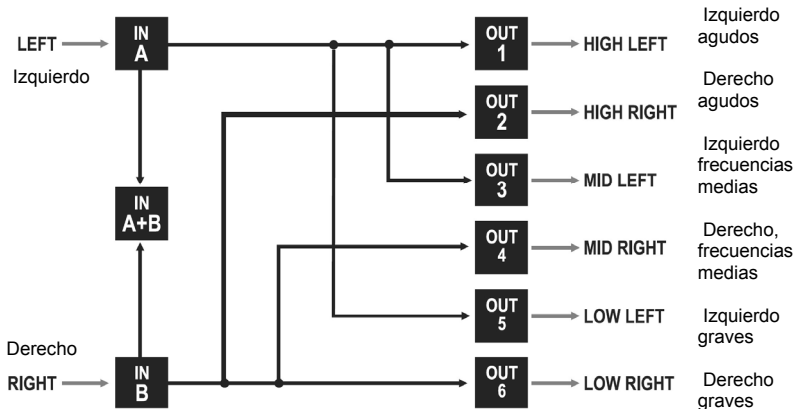 LEFT
Izquierdo
IN
A
IN
A+B
Derecho
RIGHT
IN
B
OUT
1
HIGH LEFT
Izquierdo
agudos
OUT
2
HIGH RIGHT
Derecho
agudos
OUT
3
MID LEFT
Izquierdo
frecuencias
medias
OUT
4
MID RIGHT
Derecho,
frecuencias
medias
OUT
5
LOW LEFT
Izquierdo
graves
OUT
6
LOW RIGHT
Derecho
graves